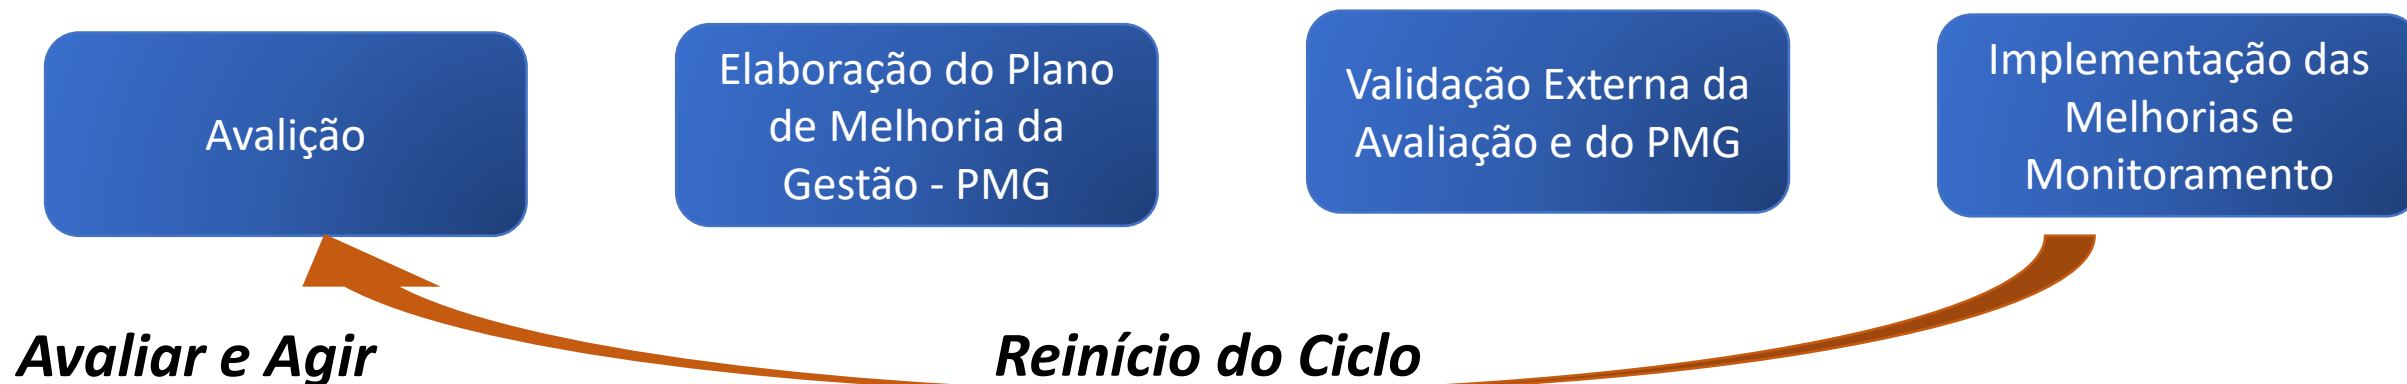 Avalição
Elaboração do Plano
de Melhoria da
Gestão - PMG
Validação Externa da
Avaliação e do PMG
Implementação das
Melhorias e
Monitoramento
Avaliar e Agir
Reinício do Ciclo